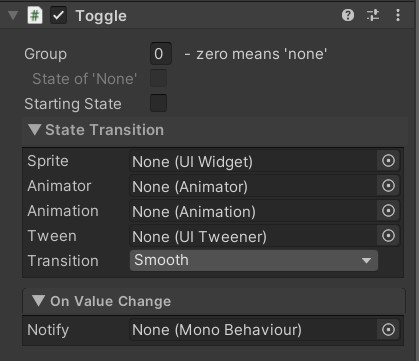 Toggle
Group 0 - zero means 'none'
State of 'None'
Starting State
State Transition
Sprite None (UI Widget)
Animator None (Animator)
Animation None (Animation)
Tween None (UI Tweener)
Transition Smooth
On Value Change
Notify None (Mono Behaviour)